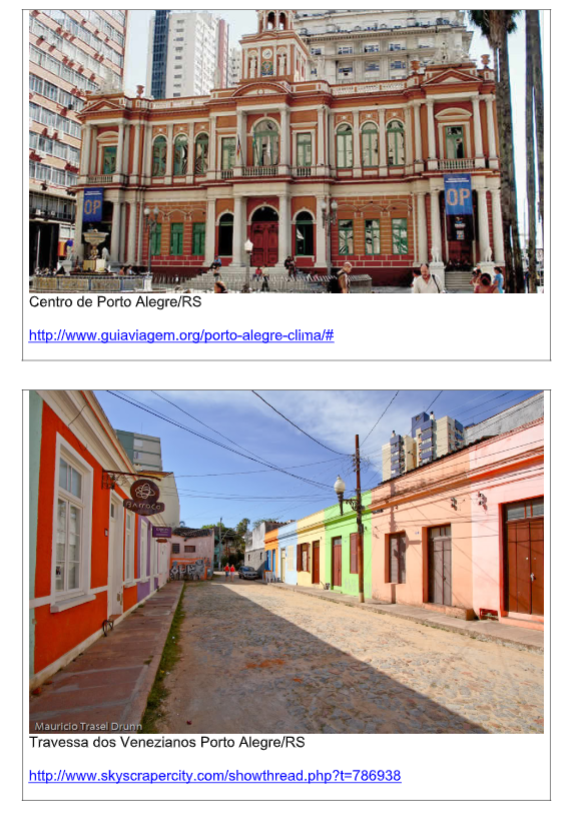 OP
OP
Centro de Porto Alegre/RS
http://www.guiaviagem.org/porto-alegre-clima/#
Mauricio Trasel Drunn
Travessa dos Venezianos Porto Alegre/RS
http://www.skyscrapercity.com/showthread.php?t=786938